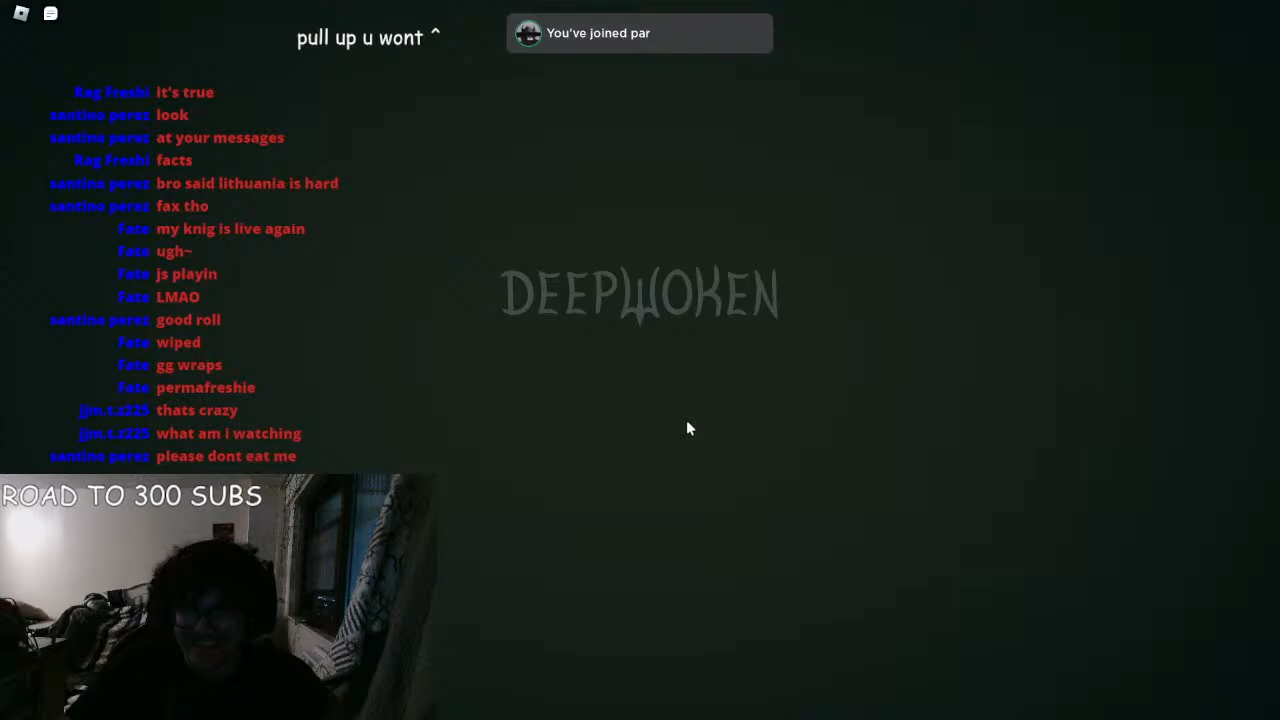 pull up u wont ^
You've joined par
Rag Freshi it's true
santino perez look
santino perez at your messages
Rag Freshi facts
santino perez bro said lithuania is hard
santino perez fax tho
Fate my knig is live again
Fate ugh~
Fate js playin
Fate LMAO
santino perez good roll
Fate wiped
Fate gg wraps
Fate permafreshie
jjm.t.z225 thats crazy
jjm.t.z225 what am i watching
santino perez please dont eat me
DEEPWOKEN
ROAD TO 300 SUBS